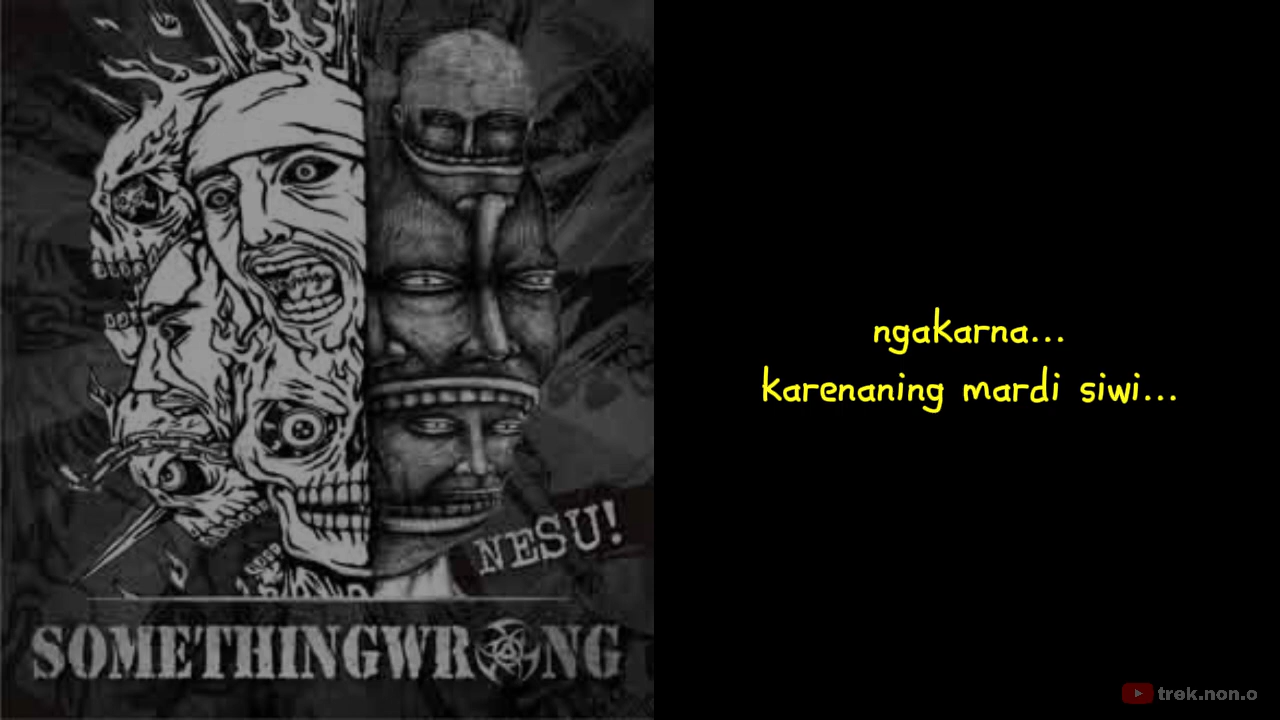 NESU!
SOMETHINGWRONG
ngakarna...
karenaning mardi siwi...
trek.non.o